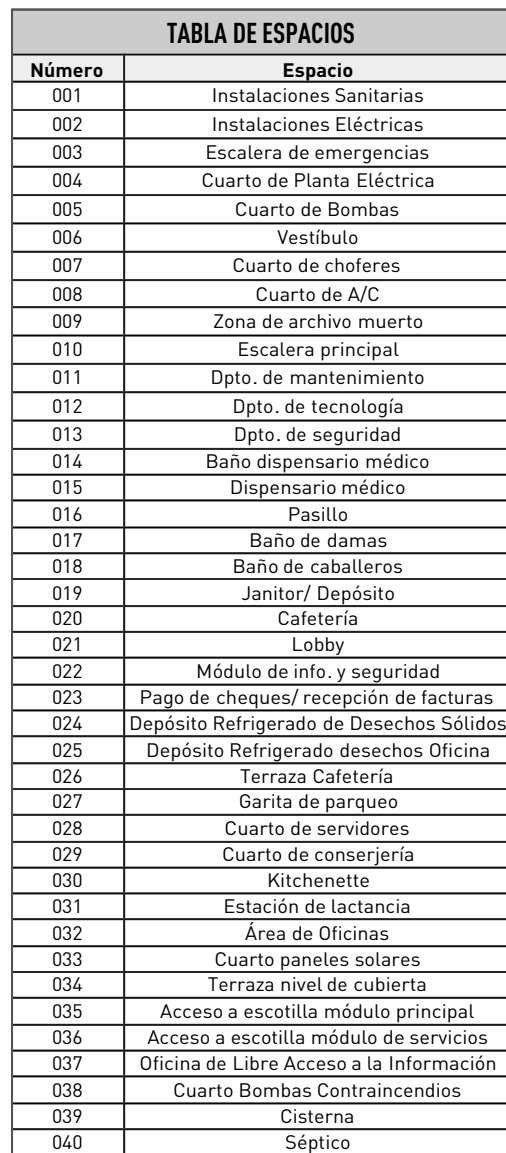 TABLA DE ESPACIOS
Número Espacio
001 Instalaciones Sanitarias
002 Instalaciones Eléctricas
003 Escalera de emergencias
004 Cuarto de Planta Eléctrica
005 Cuarto de Bombas
006 Vestíbulo
007 Cuarto de choferes
008 Cuarto de A/C
009 Zona de archivo muerto
010 Escalera principal
011 Dpto. de mantenimiento
012 Dpto. de tecnología
013 Dpto. de seguridad
014 Baño dispensario médico
015 Dispensario médico
016 Pasillo
017 Baño de damas
018 Baño de caballeros
019 Janitor/ Depósito
020 Cafetería
021 Lobby
022 Módulo de info. y seguridad
023 Pago de cheques/ recepción de facturas
024 Depósito Refrigerado de Desechos Sólidos
025 Depósito Refrigerado desechos Oficina
026 Terraza Cafetería
027 Garita de parqueo
028 Cuarto de servidores
029 Cuarto de conserjería
030 Kitchenette
031 Estación de lactancia
032 Área de Oficinas
033 Cuarto paneles solares
034 Terraza nivel de cubierta
035 Acceso a escotilla módulo principal
036 Acceso a escotilla módulo de servicios
037 Oficina de Libre Acceso a la Información
038 Cuarto Bombas Contraincendios
039 Cisterna
040 Séptico